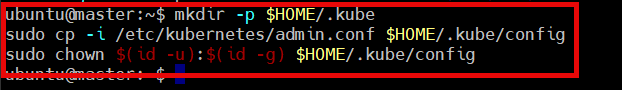 ubuntu@master:~$ mkdir -p $HOME/.kube
sudo cp -i /etc/kubernetes/admin.conf $HOME/.kube/config
sudo chown $(id -u):$(id -g) $HOME/.kube/config
ubuntu@master:~$